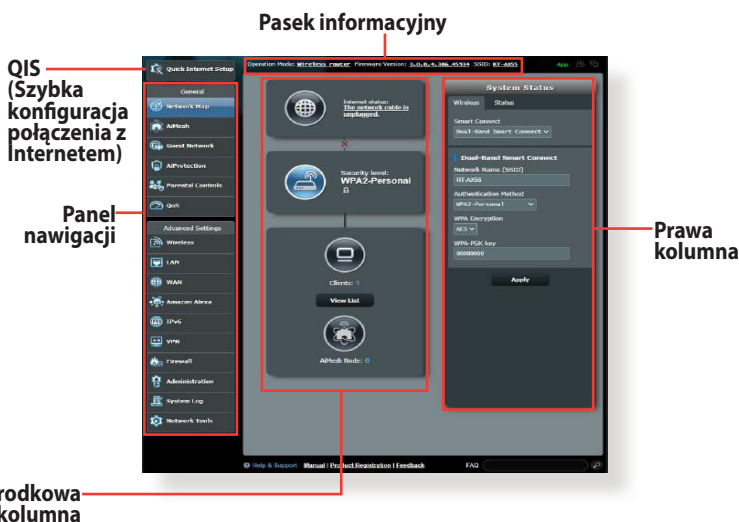 Pasek informacyjny
QIS
(Szybka
konfiguracja
połączenia z
Internetem)
Panel
nawigacji
Prawa
kolumna
rodkowa
kolumna
Quick Internet Setup
Operation Mode: Wireless router Firmware Version: 3.0.0.4.386_45934 SSID: RT-AX55
App
General
Network Map
AiMesh
Guest Network
AiProtection
Parental Controls
QoS
Advanced Settings
Wireless
LAN
WAN
Amazon Alexa
IPv6
VPN
Firewall
Administration
System Log
Network Tools
Internet status:
The network cable is
unplugged.
Security level:
WPA2-Personal
Clients: 1
View List
AiMesh Node: 0
System Status
Wireless Status
Smart Connect
Dual-Band Smart Connect
Dual-Band Smart Connect
Network Name (SSID)
Authentication Method
WPA2-Personal
WPA Encryption
AES
WPA-PSK key
00000000
Apply
Help & Support Manual | Product Registration | Feedback FAQ